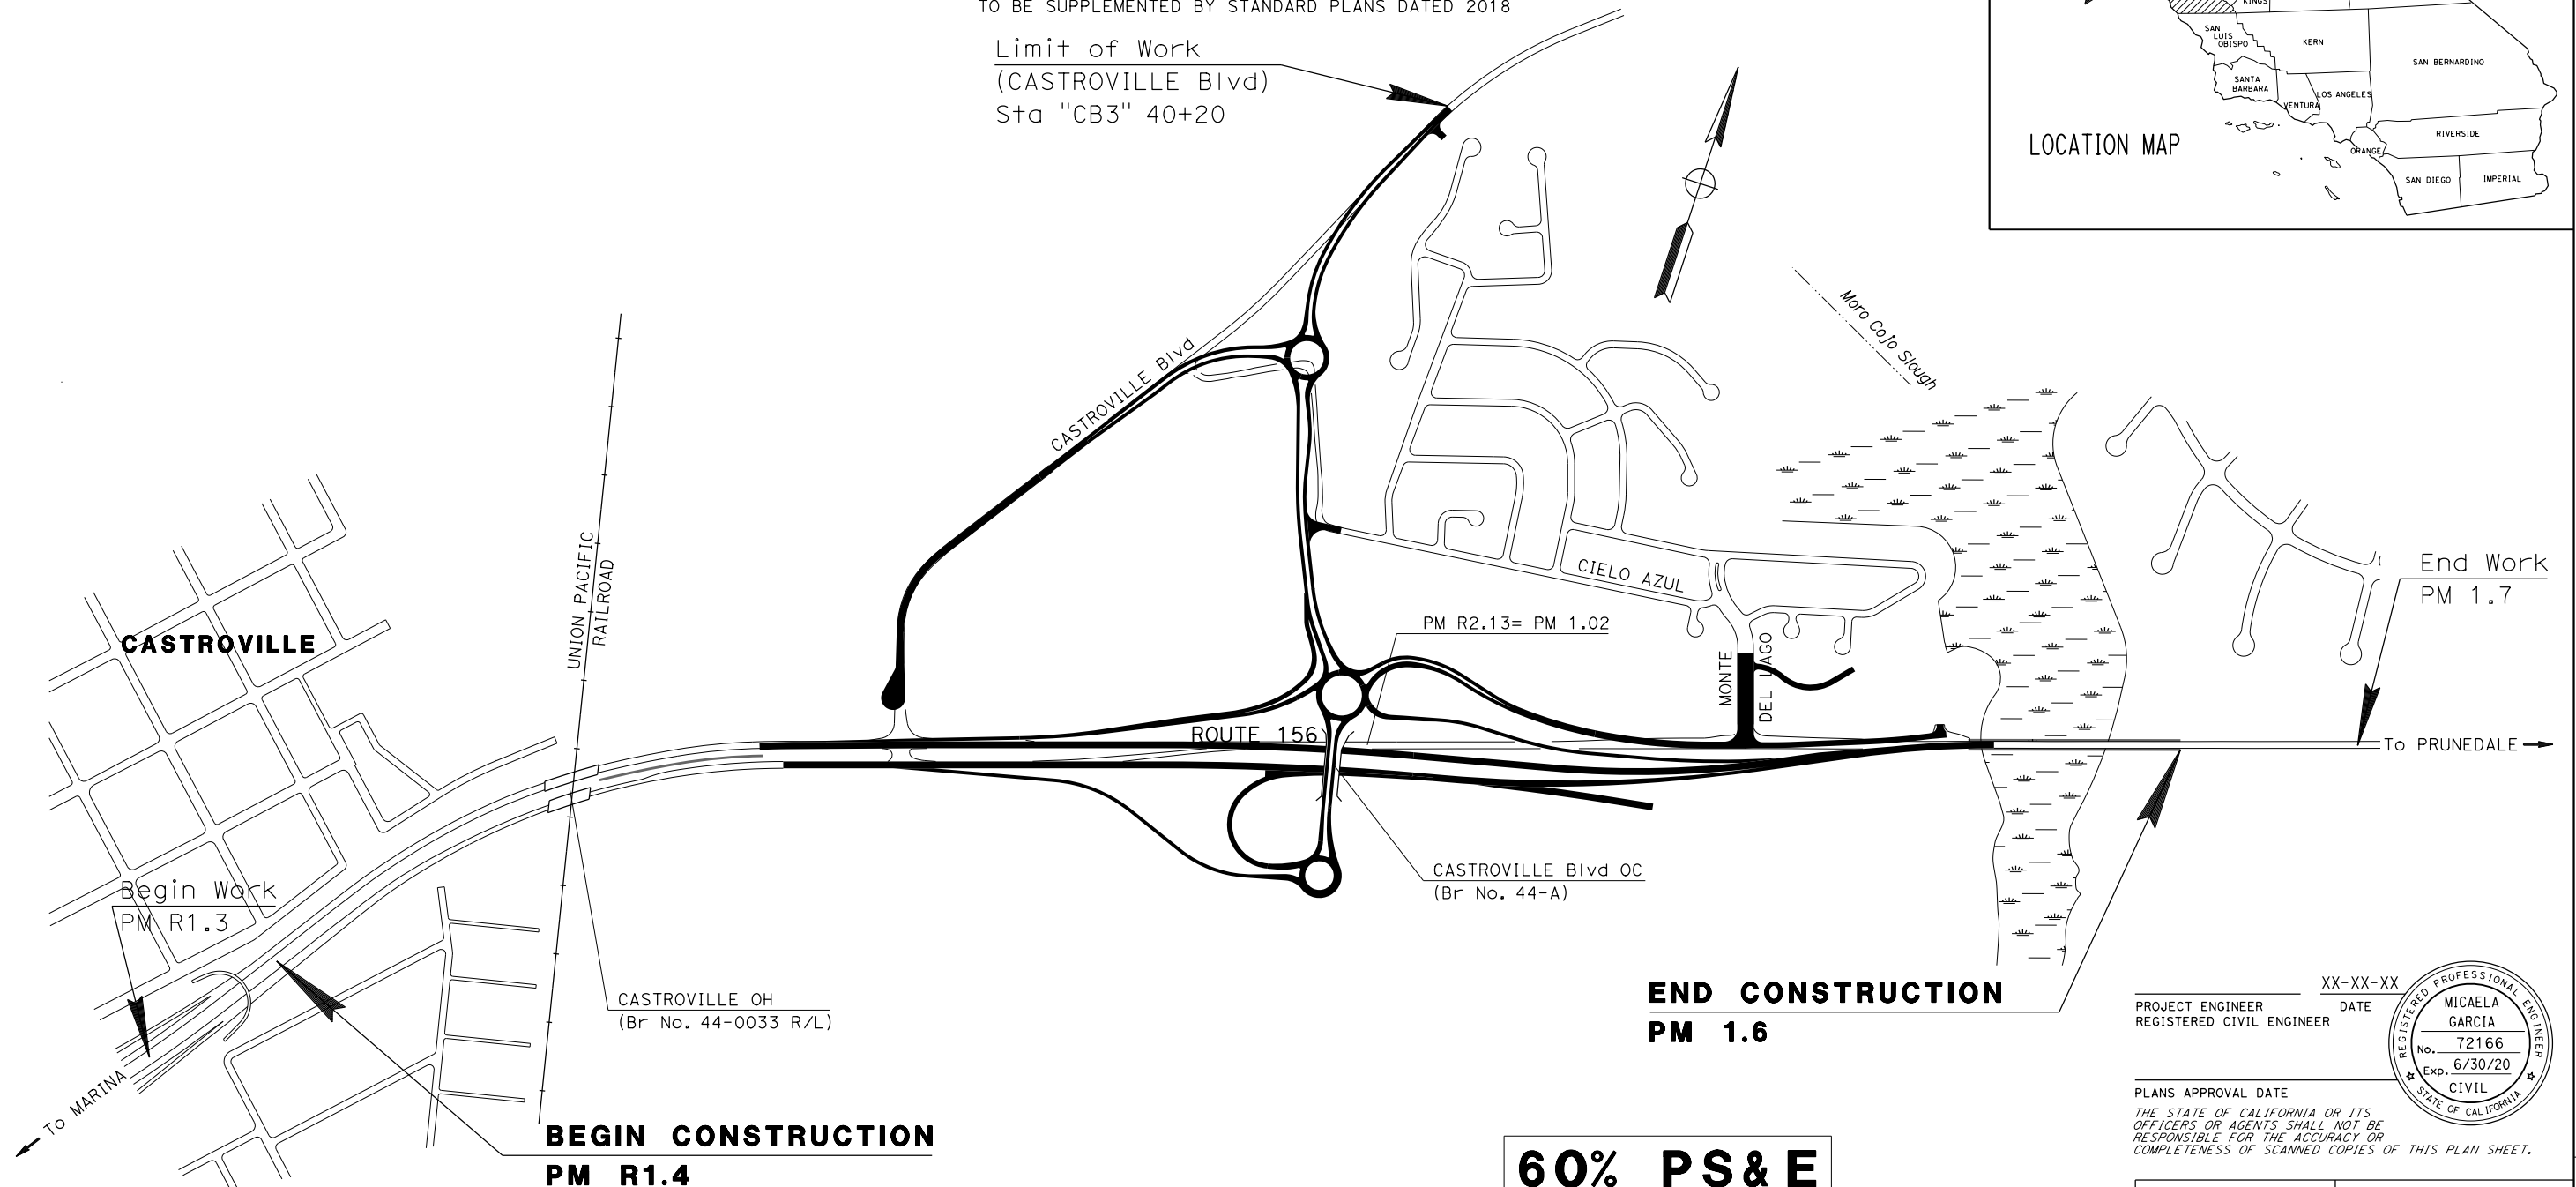 TO BE SUPPLEMENTED BY STANDARD PLANS DATED 2018
Limit of Work
(CASTROVILLE Blvd)
Sta "CB3" 40+20
KINGS
SAN
LUIS
OBISPO
KERN
SAN BERNARDINO
SANTA
BARBARA
VENTURA
LOS ANGELES
RIVERSIDE
ORANGE
SAN DIEGO
IMPERIAL
LOCATION MAP
Moro Cojo Slough
CASTROVILLE Blvd
UNION PACIFIC
RAILROAD
CASTROVILLE
CIELO AZUL
End Work
PM 1.7
PM R2.13= PM 1.02
MONTE
DEL LAGO
ROUTE 156
To PRUNEDALE
CASTROVILLE Blvd OC
(Br No. 44-A)
Begin Work
PM R1.3
CASTROVILLE OH
(Br No. 44-0033 R/L)
END CONSTRUCTION
PM 1.6
To MARINA
BEGIN CONSTRUCTION
PM R1.4
60% PS&E
XX-XX-XX
PROJECT ENGINEER DATE
REGISTERED CIVIL ENGINEER
REGISTERED PROFESSIONAL ENGINEER
MICAELA
GARCIA
No. 72166
Exp. 6/30/20
CIVIL
STATE OF CALIFORNIA
PLANS APPROVAL DATE
THE STATE OF CALIFORNIA OR ITS
OFFICERS OR AGENTS SHALL NOT BE
RESPONSIBLE FOR THE ACCURACY OR
COMPLETENESS OF SCANNED COPIES OF THIS PLAN SHEET.